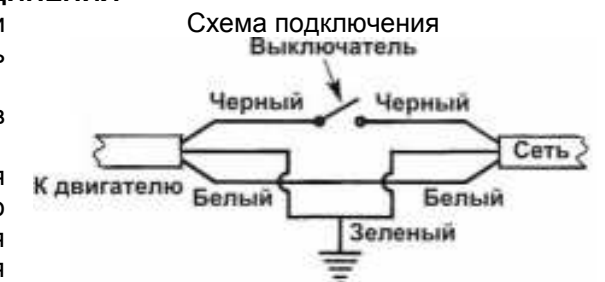 Схема подключения
Выключатель
Черный Черный
Сеть
К двигателю
Белый Белый
Зеленый